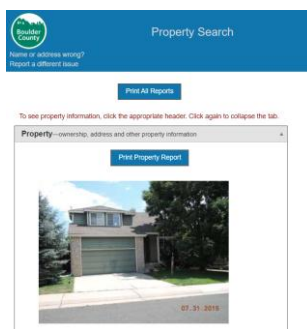 Boulder
County
Property Search
Name or address wrong?
Report a different issue
Print All Reports
To see property information, click the appropriate header. Click again to collapse the tab.
Property—ownership, address and other property information
Print Property Report
07.31.2015